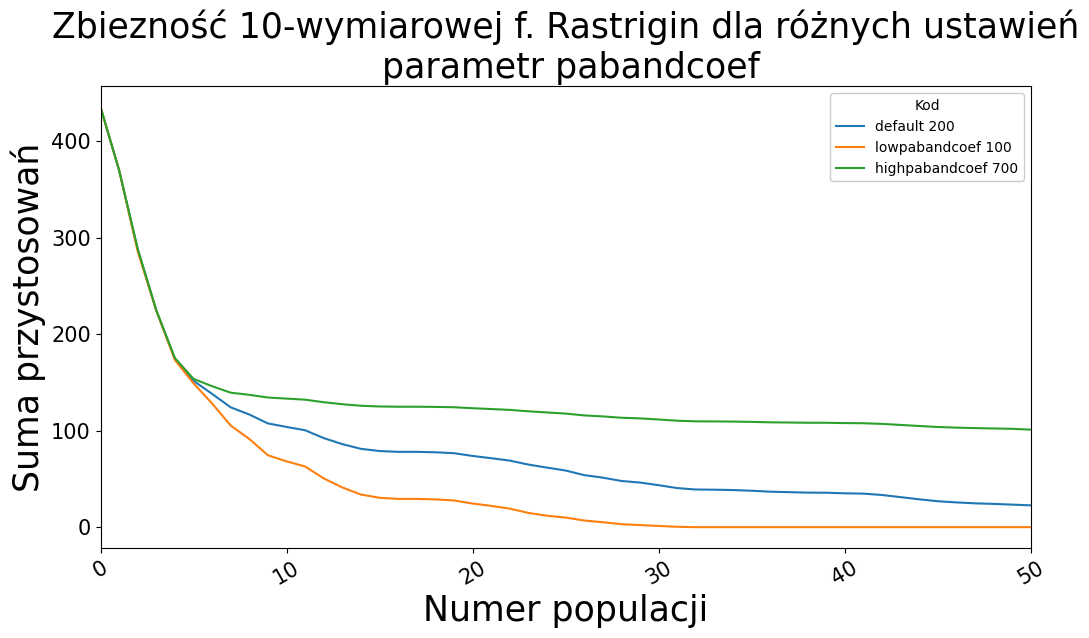 Zbiezność 10-wymiarowej f. Rastrigin dla różnych ustawień
parametr pabandcoef
Kod
default 200
lowpabandcoef 100
highpabandcoef 700
Suma przystosowań
400
300
200
100
0
0
10
20
30
40
50
Numer populacji